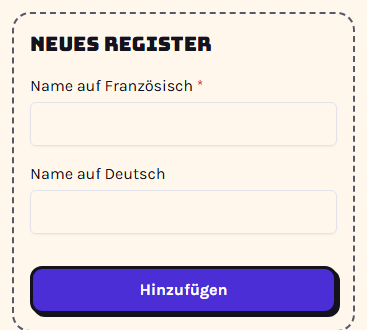 NEUES REGISTER
Name auf Französisch *
Name auf Deutsch
Hinzufügen